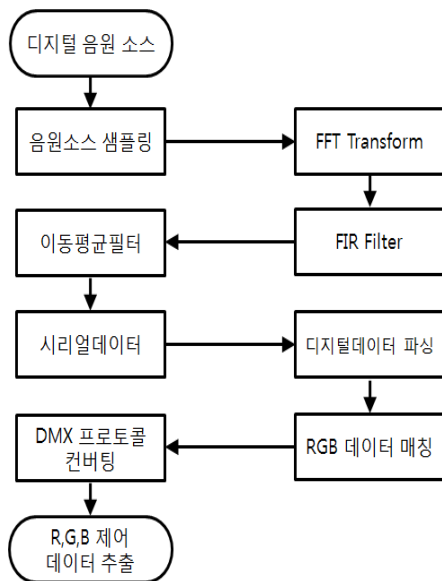 디지털 음원 소스
음원소스 샘플링
FFT Transform
FIR Filter
이동평균필터
시리얼데이터
디지털데이터 파싱
RGB 데이터 매칭
DMX 프로토콜
컨버팅
R,G,B 제어
데이터 추출